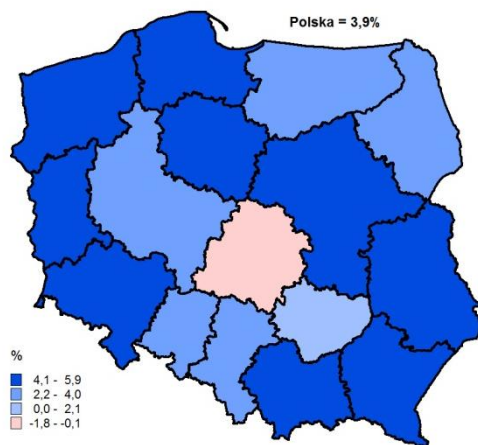 Polska = 3,9%
%
4,1 - 5,9
2,2 - 4,0
0,0 - 2,1
-1,8 - -0,1